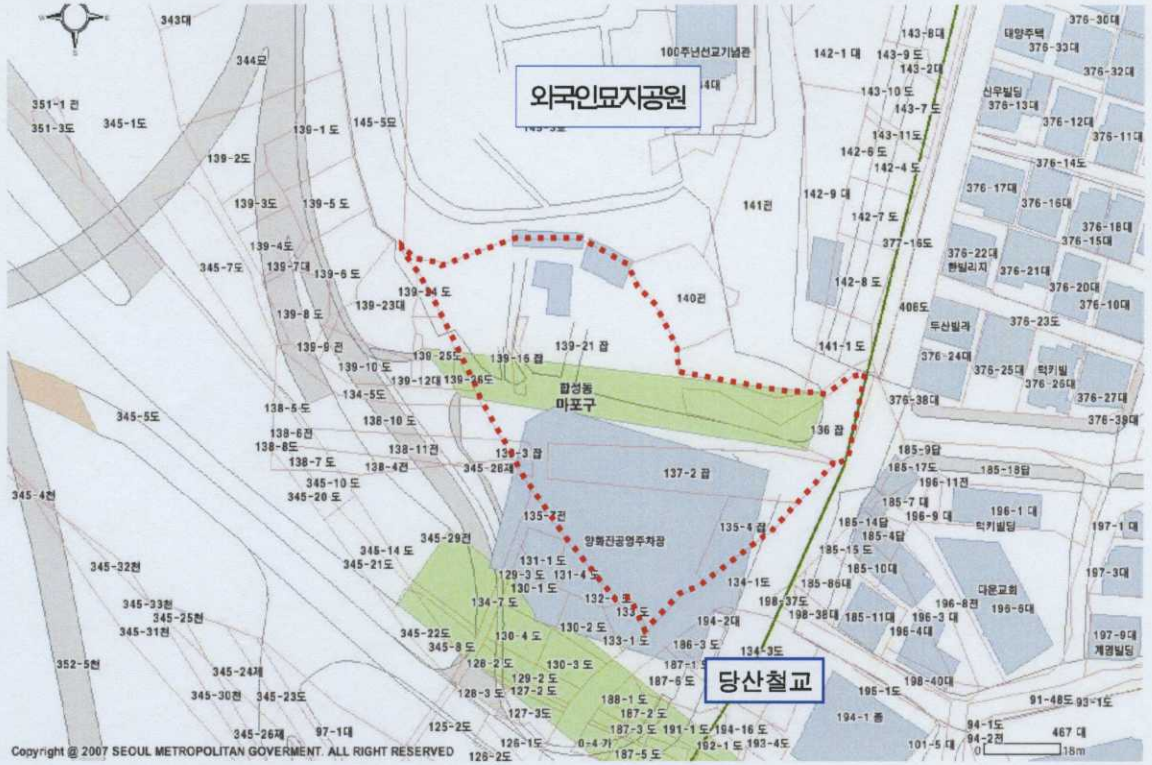 343대
344묘
351-1 전
351-3도
345-1도
139-1 도
145-5묘
139-2도
139-3도
139-5 도
139-4도
345-7도
139-7대
139-6 도
139-23대
139-8 도
139-9 전
139-10 도
139-25도
139-16 잡
139-21 잡
139-12대
139-26도
134-5도
138-5 도
138-10 도
138-6전
138-8도
138-11전
138-7 도
138-4전
345-26제
345-10 도
345-20 도
345-5도
345-4천
345-29전
345-14 도
345-21도
345-32천
345-33천
345-25천
345-31천
352-5천
345-24제
345-30천
345-23도
345-26제
97-1대
외국인묘지공원
100주년선교기념관
합성동
마포구
양화진공영주차장
137-2 잡
135-4 잡
136 잡
140전
141전
141-1 도
142-1 대
143-8대
143-9 도
143-2대
143-10 도
143-7 도
143-11도
142-6 도
142-4 도
142-9 대
142-7 도
377-16도
142-8 도
406도
131-1 도
129-3 도
131-4 도
130-1 도
133 도
134-7 도
130-2 도
133-1 도
130-4 도
345-22도
345-8 도
128-2 도
130-3 도
129-2 도
127-2 도
128-3 도
127-3도
125-2도
126-1도
126-2도
188-1 도
187-2 도
187-3 도
187-5 도
191-1 도
192-1 도
194-16 도
193-4도
186-3 도
187-6 도
194-2대
134-1도
134-3도
198-37도
198-38대
당산철교
376-30대
대양주택
376-33대
376-32대
신우빌딩
376-13대
376-12대
376-11대
376-14도
376-17대
376-16대
376-18대
376-15대
376-22대
한빌리지
376-21대
376-20대
376-10대
두산빌라
376-23도
376-24대
376-25대
턱키빌
376-26대
376-27대
376-38대
376-39대
185-9답
185-17도
185-18답
196-11전
185-7 대
196-9 대
196-1 대
턱키빌딩
185-14답
185-4답
197-1 대
185-15 도
185-10대
185-86대
197-3대
다운교회
196-8전
196-6대
185-11대
196-3 대
196-4대
197-9대
계명빌딩
198-40대
195-1도
194-1 종
91-48도
93-1도
94-1도
94-2전
467 대
101-5 대
0
18m
Copyright @ 2007 SEOUL METROPOLITAN GOVERMENT. ALL RIGHT RESERVED